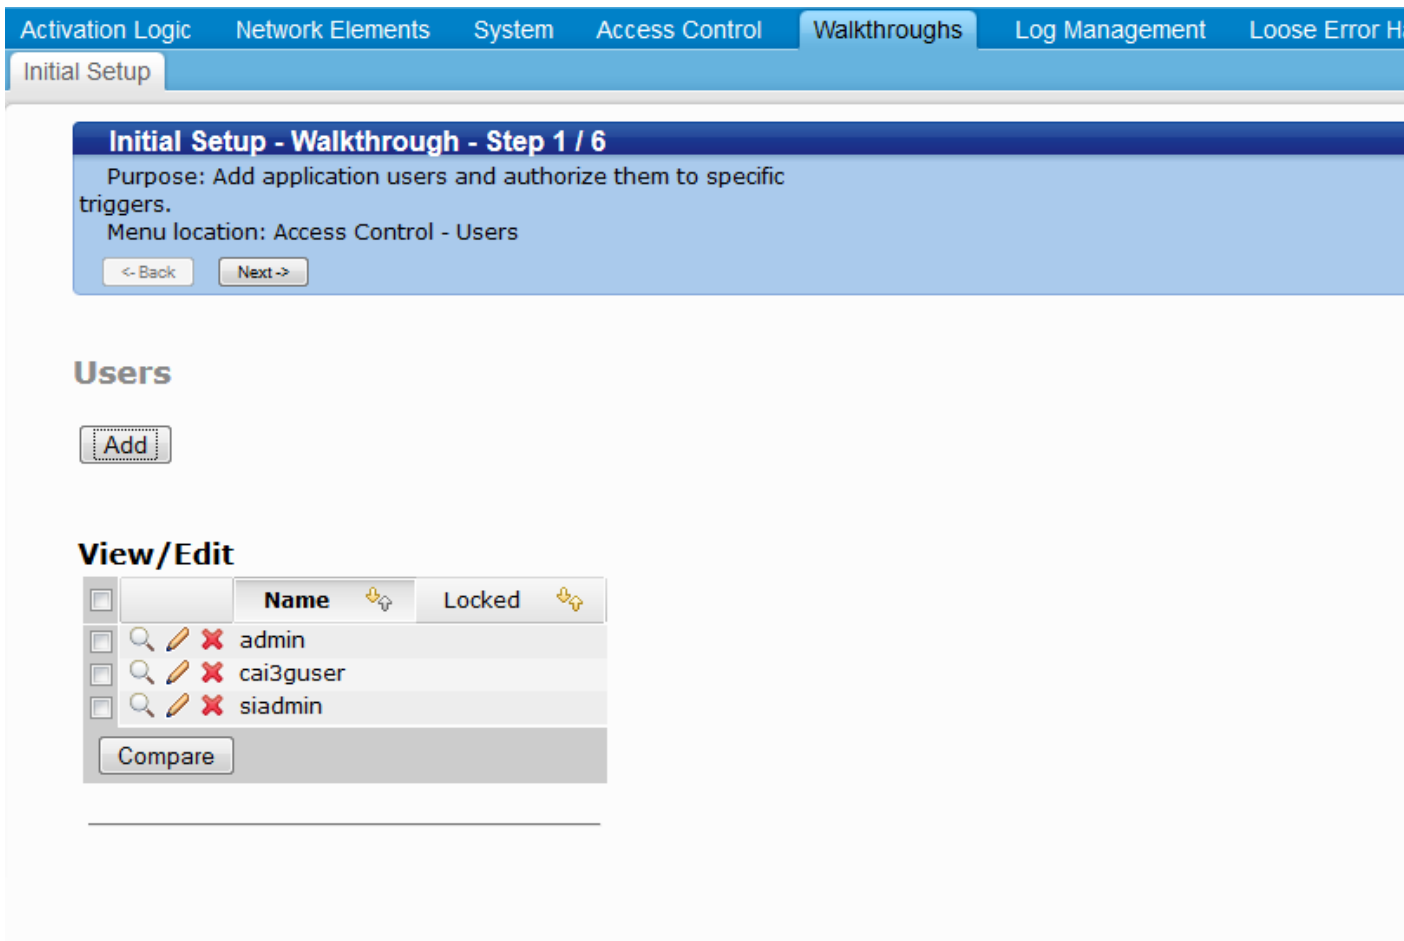 Activation Logic Network Elements System Access Control Walkthroughs Log Management Loose Error
Initial Setup
Initial Setup - Walkthrough - Step 1 / 6
Purpose: Add application users and authorize them to specific
triggers.
Menu location: Access Control - Users
<- Back Next ->
Users
Add
View/Edit
Name Locked
admin
cai3guser
siadmin
Compare